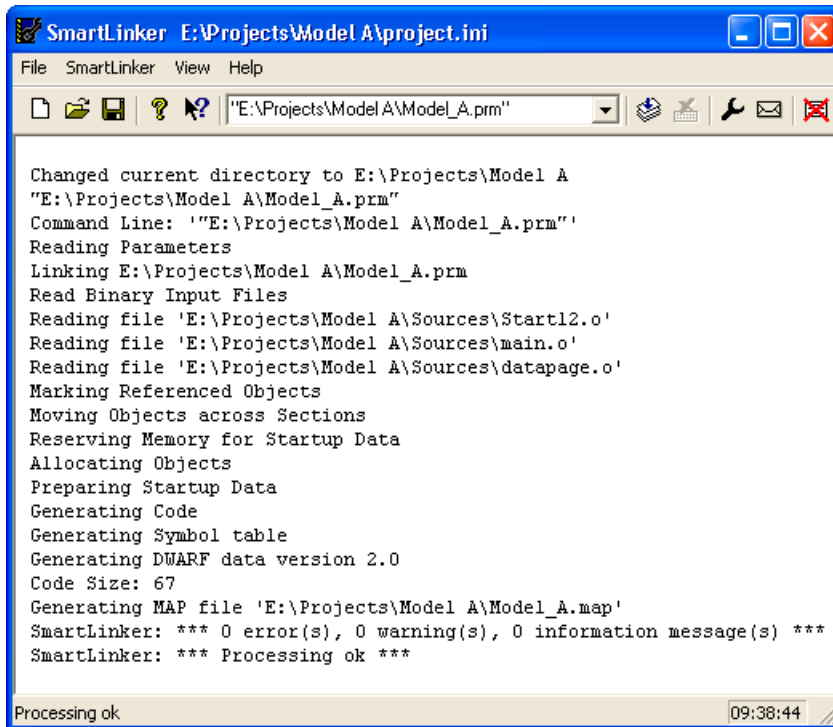 SmartLinker E:\Projects\Model A\project.ini
File SmartLinker View Help
"E:\Projects\Model A\Model_A.prm"
Changed current directory to E:\Projects\Model A
"E:\Projects\Model A\Model_A.prm"
Command Line: '"E:\Projects\Model A\Model_A.prm"'
Reading Parameters
Linking E:\Projects\Model A\Model_A.prm
Read Binary Input Files
Reading file 'E:\Projects\Model A\Sources\Start12.o'
Reading file 'E:\Projects\Model A\Sources\main.o'
Reading file 'E:\Projects\Model A\Sources\datapage.o'
Marking Referenced Objects
Moving Objects across Sections
Reserving Memory for Startup Data
Allocating Objects
Preparing Startup Data
Generating Code
Generating Symbol table
Generating DWARF data version 2.0
Code Size: 67
Generating MAP file 'E:\Projects\Model A\Model_A.map'
SmartLinker: *** 0 error(s), 0 warning(s), 0 information message(s) ***
SmartLinker: *** Processing ok ***
Processing ok 09:38:44